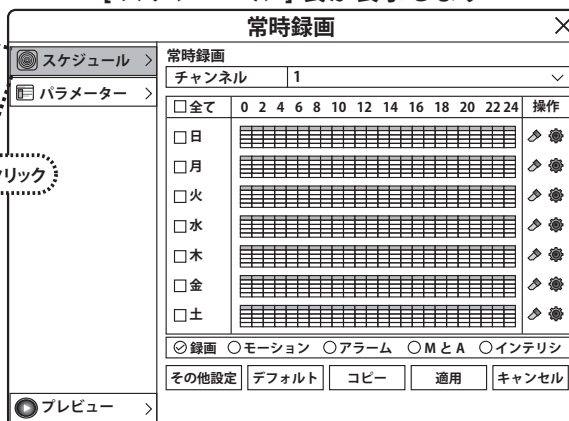 常時録画
スケジュール
パラメーター
リック
プレビュー
常時録画
チャンネル 1
全て 0 2 4 6 8 10 12 14 16 18 20 22 24 操作
日
月
火
水
木
金
土
録画 モーション アラーム MとA インテリシ
その他設定 デフォルト コピー 適用 キャンセル